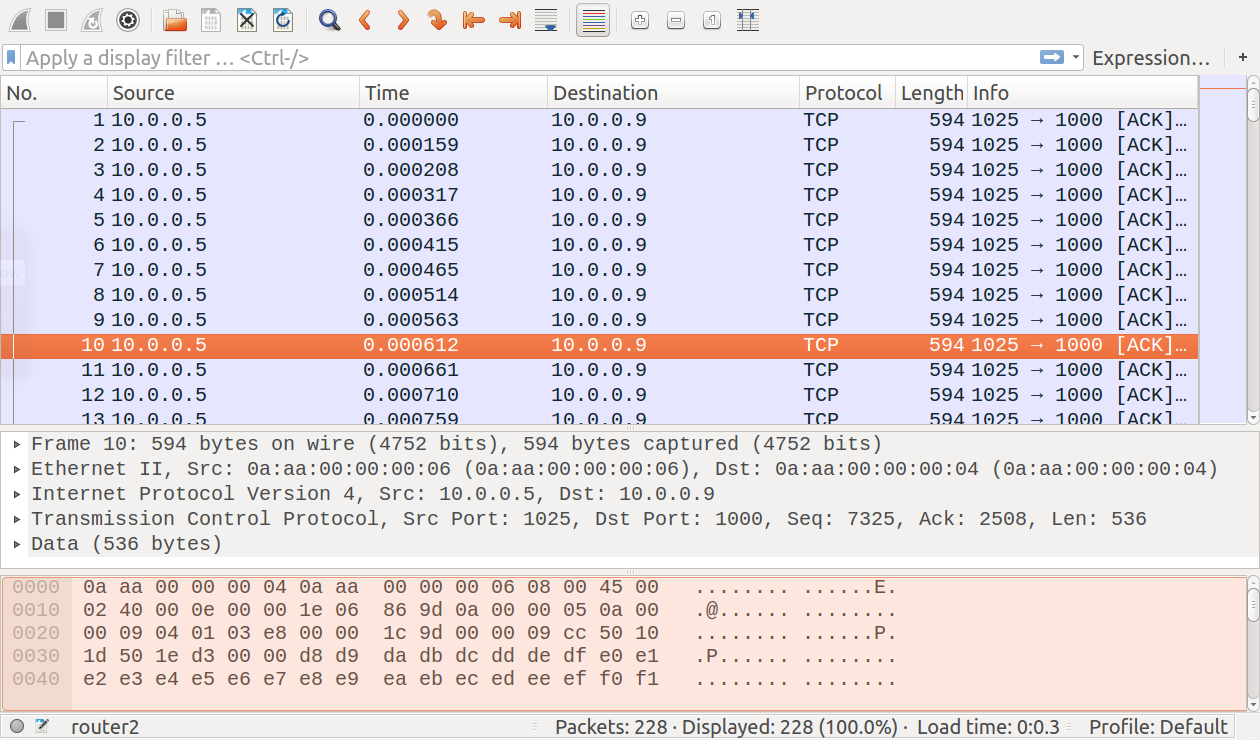 Apply a display filter … <Ctrl-/>
Expression…
+
No. Source Time Destination Protocol Length Info
1 10.0.0.5 0.000000 10.0.0.9 TCP 594 1025 → 1000 [ACK]…
2 10.0.0.5 0.000159 10.0.0.9 TCP 594 1025 → 1000 [ACK]…
3 10.0.0.5 0.000208 10.0.0.9 TCP 594 1025 → 1000 [ACK]…
4 10.0.0.5 0.000317 10.0.0.9 TCP 594 1025 → 1000 [ACK]…
5 10.0.0.5 0.000366 10.0.0.9 TCP 594 1025 → 1000 [ACK]…
6 10.0.0.5 0.000415 10.0.0.9 TCP 594 1025 → 1000 [ACK]…
7 10.0.0.5 0.000465 10.0.0.9 TCP 594 1025 → 1000 [ACK]…
8 10.0.0.5 0.000514 10.0.0.9 TCP 594 1025 → 1000 [ACK]…
9 10.0.0.5 0.000563 10.0.0.9 TCP 594 1025 → 1000 [ACK]…
10 10.0.0.5 0.000612 10.0.0.9 TCP 594 1025 → 1000 [ACK]…
11 10.0.0.5 0.000661 10.0.0.9 TCP 594 1025 → 1000 [ACK]…
12 10.0.0.5 0.000710 10.0.0.9 TCP 594 1025 → 1000 [ACK]…
13 10.0.0.5 0.000759 10.0.0.9 TCP 594 1025 → 1000 [ACK]…
Frame 10: 594 bytes on wire (4752 bits), 594 bytes captured (4752 bits)
Ethernet II, Src: 0a:aa:00:00:00:06 (0a:aa:00:00:00:06), Dst: 0a:aa:00:00:00:04 (0a:aa:00:00:00:04)
Internet Protocol Version 4, Src: 10.0.0.5, Dst: 10.0.0.9
Transmission Control Protocol, Src Port: 1025, Dst Port: 1000, Seq: 7325, Ack: 2508, Len: 536
Data (536 bytes)
0000 0a aa 00 00 00 04 0a aa 00 00 00 06 08 00 45 00 ........ ......E.
0010 02 40 00 0e 00 00 1e 06 86 9d 0a 00 00 05 0a 00 .@...... ........
0020 00 09 04 01 03 e8 00 00 1c 9d 00 00 09 cc 50 10 ........ ......P.
0030 1d 50 1e d3 00 00 d8 d9 da db dc dd de df e0 e1 .P...... ........
0040 e2 e3 e4 e5 e6 e7 e8 e9 ea eb ec ed ee ef f0 f1 ........ ........
router2 Packets: 228 · Displayed: 228 (100.0%) · Load time: 0:0.3 Profile: Default